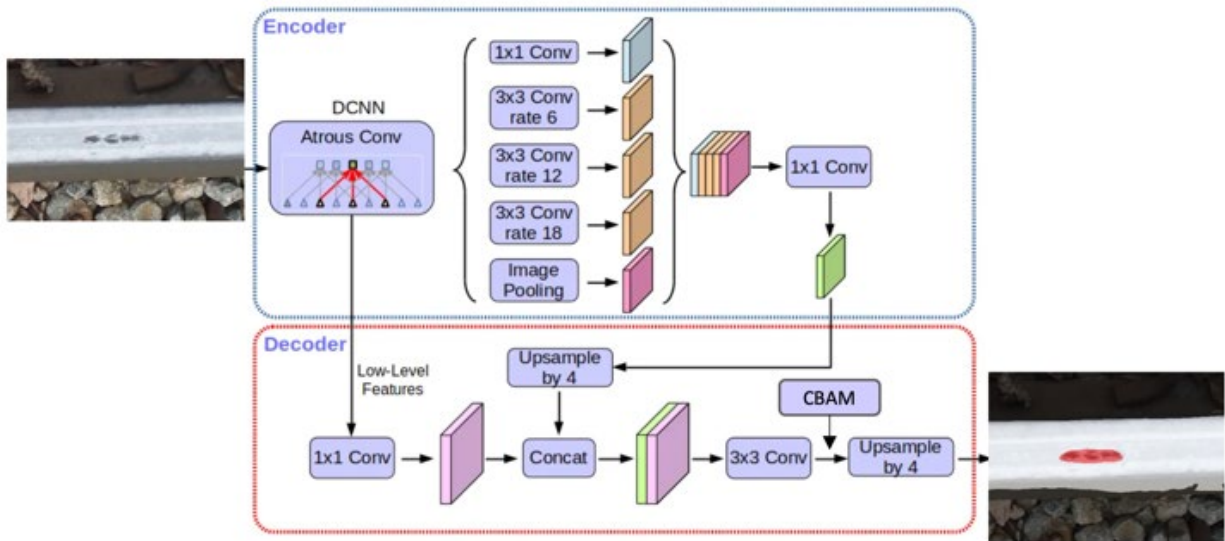 Encoder
DCNN
Atrous Conv
1x1 Conv
3x3 Conv
rate 6
3x3 Conv
rate 12
3x3 Conv
rate 18
Image
Pooling
1x1 Conv
Decoder
Low-Level
Features
Upsample
by 4
CBAM
1x1 Conv
Concat
3x3 Conv
Upsample
by 4